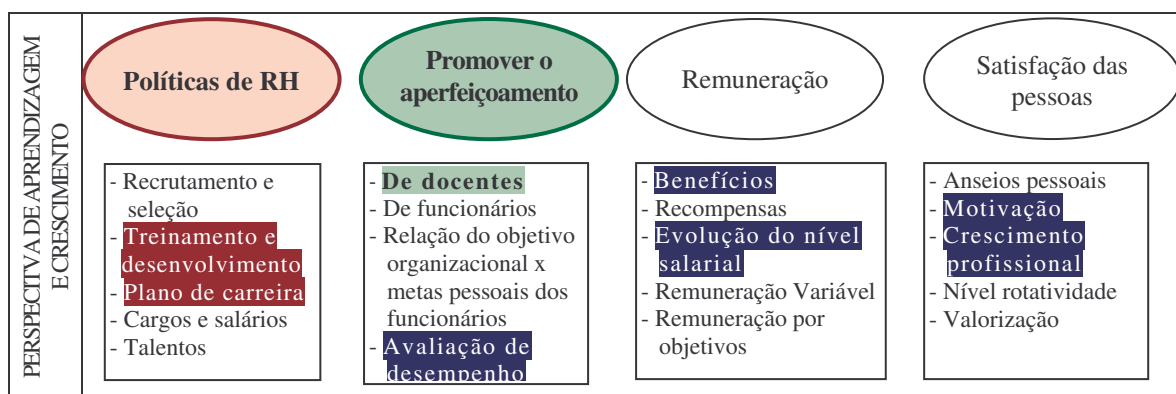 PERSPECITVA DE APRENDIZAGEM
E CRESCIMENTO
Políticas de RH
Promover o
aperfeiçoamento
Remuneração
Satisfação das
pessoas
- Recrutamento e
seleção
- Treinamento e
desenvolvimento
- Plano de carreira
- Cargos e salários
- Talentos
- De docentes
- De funcionários
- Relação do objetivo
organizacional x
metas pessoais dos
funcionários
- Avaliação de
desempenho
- Benefícios
- Recompensas
- Evolução do nível
salarial
- Remuneração Variável
- Remuneração por
objetivos
- Anseios pessoais
- Motivação
- Crescimento
profissional
- Nível rotatividade
- Valorização